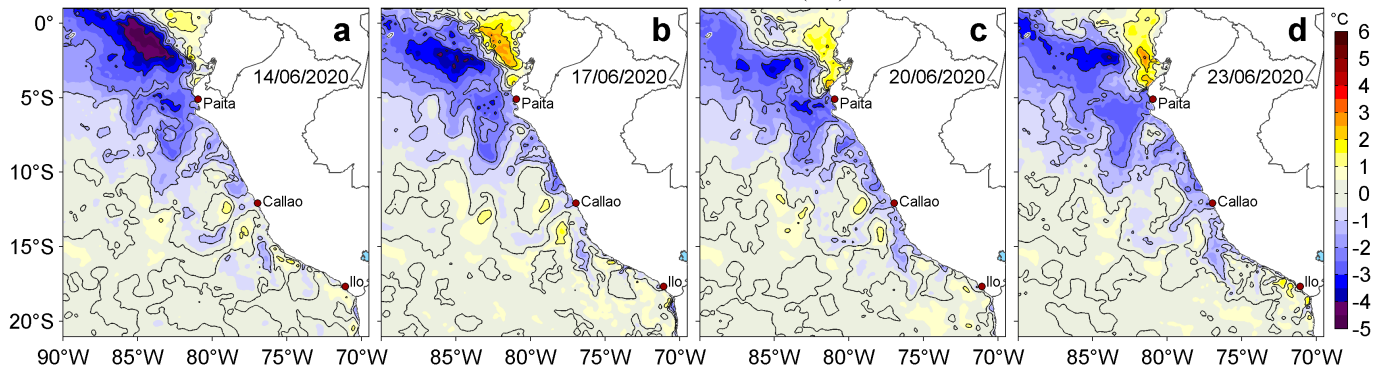 a
14/06/2020
Paita
Callao
Ilo
b
17/06/2020
Paita
Callao
Ilo
c
20/06/2020
Paita
Callao
Ilo
d
23/06/2020
Paita
Callao
Ilo
0°
5°S
10°S
15°S
20°S
90°W 85°W 80°W 75°W 70°W
85°W 80°W 75°W 70°W
85°W 80°W 75°W 70°W
85°W 80°W 75°W 70°W
°C
6
5
4
3
2
1
0
-1
-2
-3
-4
-5